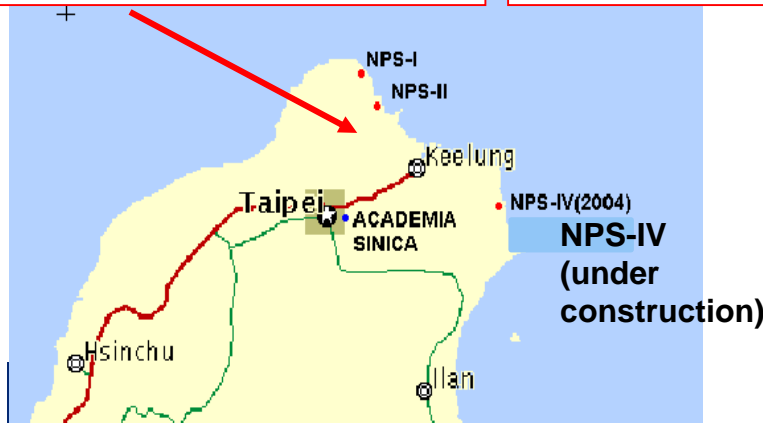 NPS-I
NPS-II
Keelung
Taipei
ACADEMIA
SINICA
NPS-IV(2004)
NPS-IV
(under
construction)
Hsinchu
Ilan